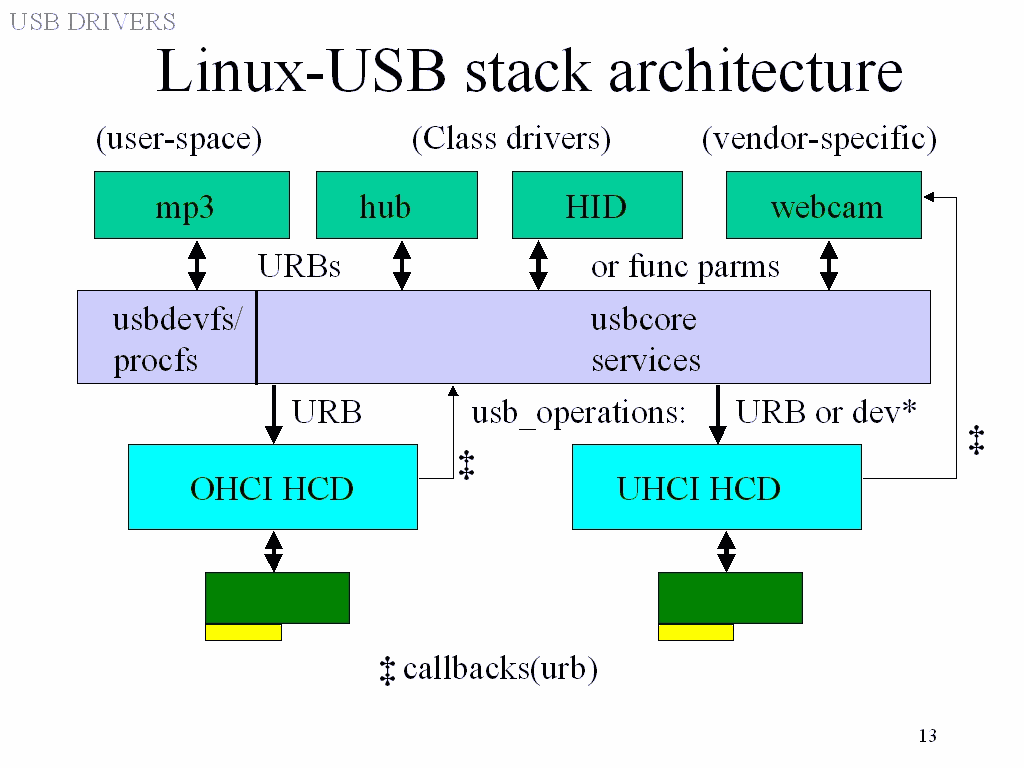 USB DRIVERS
Linux-USB stack architecture
(user-space) (Class drivers) (vendor-specific)
mp3 hub HID webcam
URBs or func parms
usbdevfs/ usbcore
procfs services
URB usb_operations: URB or dev*
‡
‡
OHCI HCD UHCI HCD
‡ callbacks(urb)
13